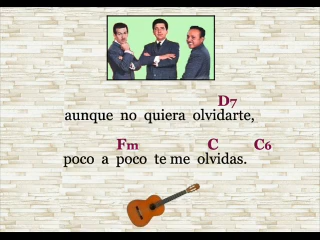 D7
aunque no quiera olvidarte,
Fm C C6
poco a poco te me olvidas.